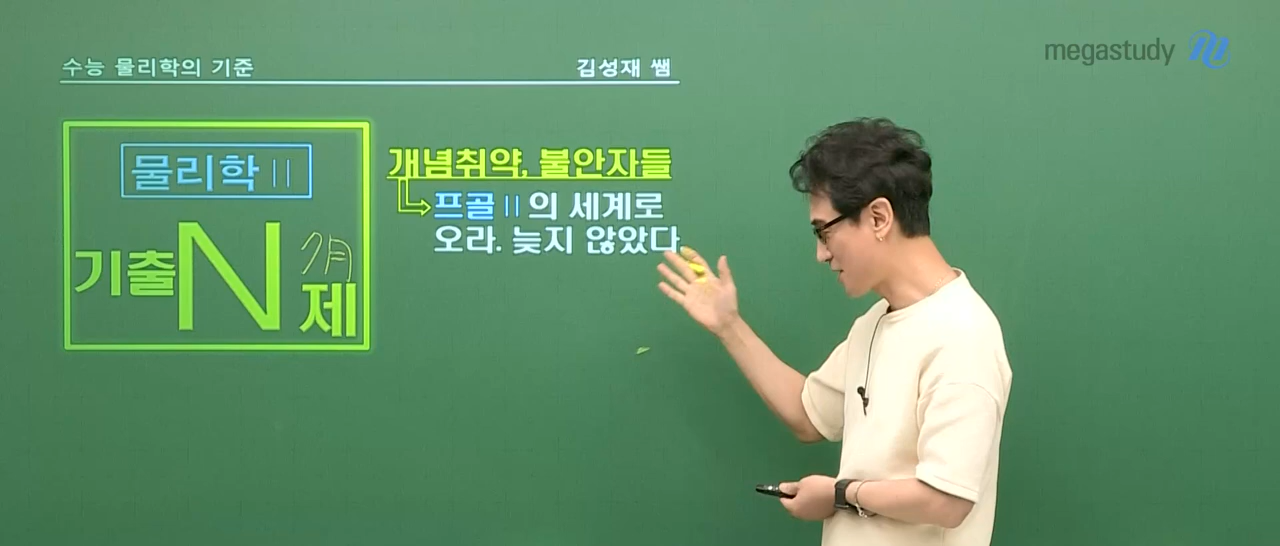 수능 물리학의 기준
김성재 쌤
megastudy
물리학 II
기출 N 제
개념취약, 불안자들
프골 II 의 세계로
오라. 늦지 않았다.